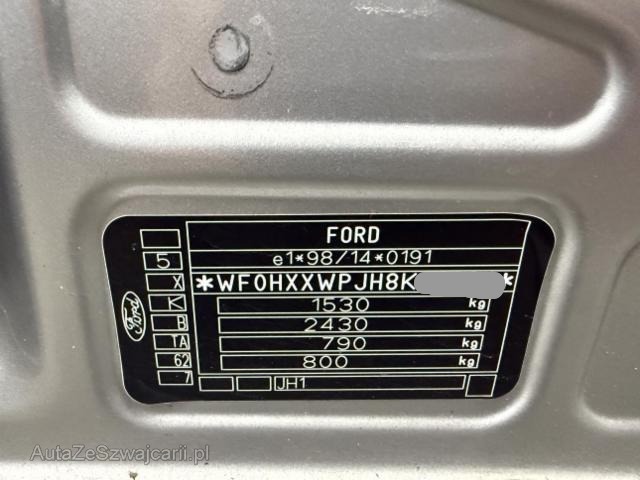 FORD
e1*98/14*0191
*WF0HXXWPJH8K *
1530 kg
2430 kg
790 kg
800 kg
JH1
5
X
K
B
TA
62
7
Ford
AutaZeSzwajcarii.pl